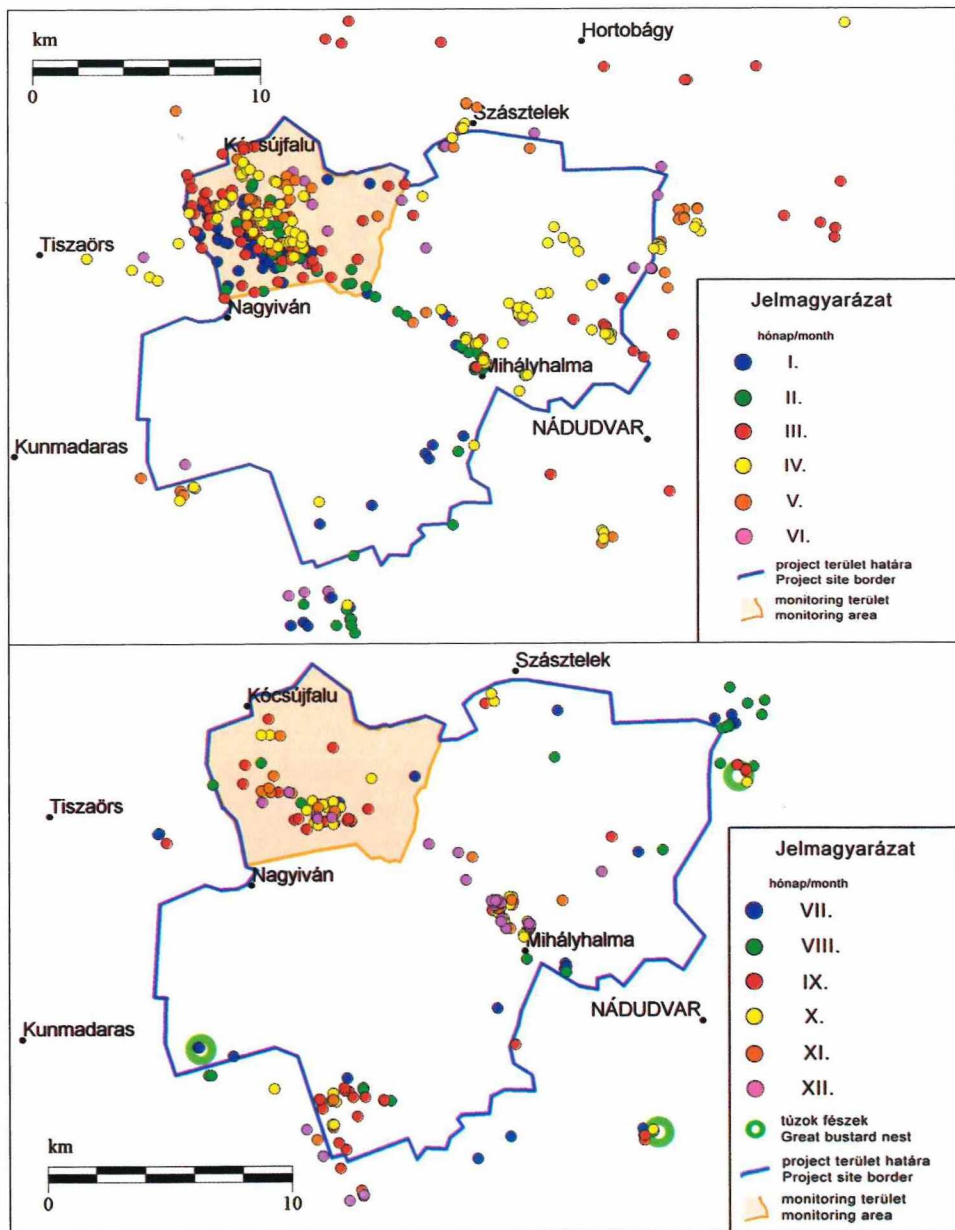 Hortobágy
km
0 10
Szásztelek
Kócsújfalu
Tiszaörs
Nagyiván
Mihályhalma
Kunmadaras
NÁDUDVAR
Jelmagyarázat
hónap/month
I.
II.
III.
IV.
V.
VI.
project terület határa
Project site border
monitoring terület
monitoring area
Szásztelek
Kócsújfalu
Tiszaörs
Nagyiván
Mihályhalma
NÁDUDVAR
Kunmadaras
km
0 10
Jelmagyarázat
hónap/month
VII.
VIII.
IX.
X.
XI.
XII.
túzok fészek
Great bustard nest
project terület határa
Project site border
monitoring terület
monitoring area